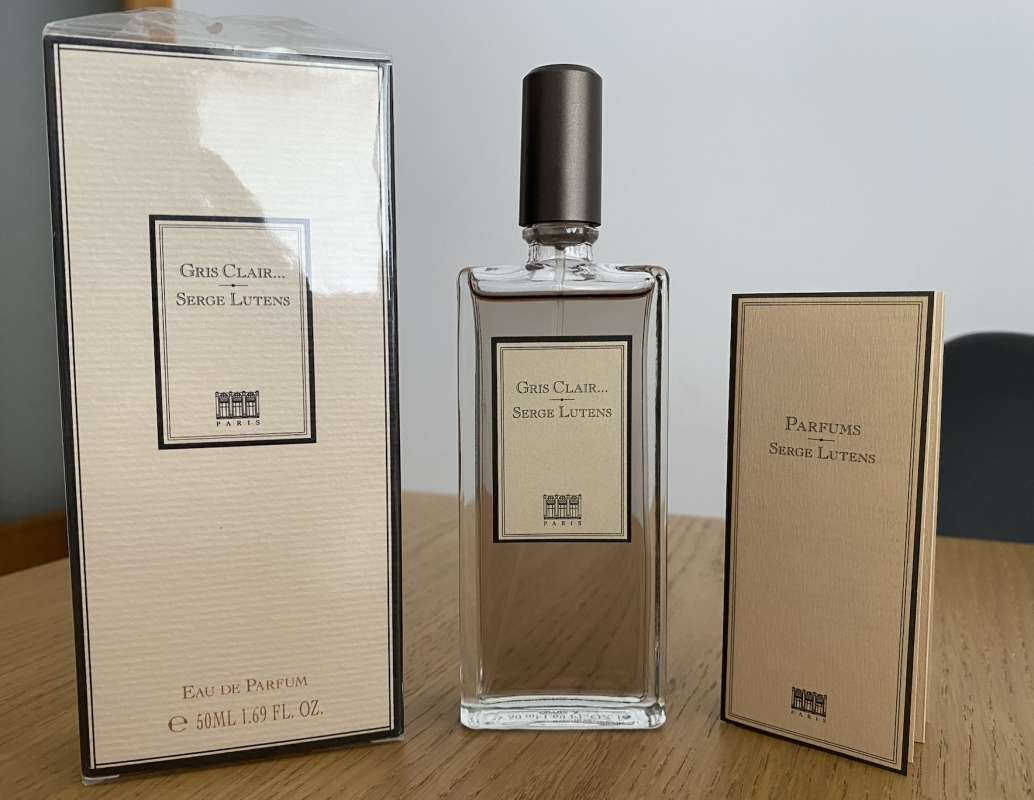 GRIS CLAIR...
SERGE LUTENS
PARIS
EAU DE PARFUM
℮ 50ML 1.69 FL. OZ.
GRIS CLAIR...
SERGE LUTENS
PARIS
PARFUMS
SERGE LUTENS
PARIS